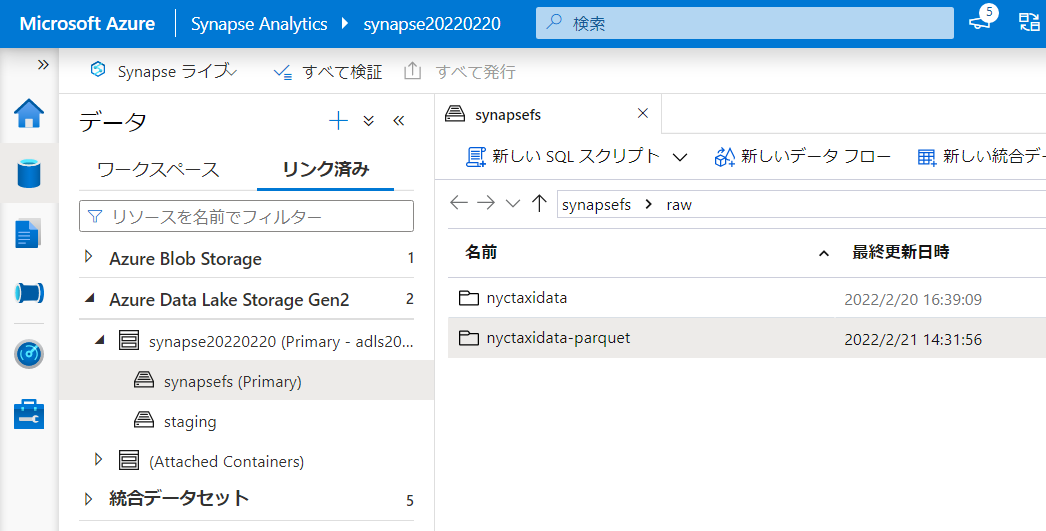 Microsoft Azure Synapse Analytics synapse20220220 検索 5
Synapse ライブ すべて検証 すべて発行
データ
ワークスペース リンク済み
リソースを名前でフィルター
Azure Blob Storage 1
Azure Data Lake Storage Gen2 2
synapse20220220 (Primary - adls20...
synapsefs (Primary)
staging
(Attached Containers)
統合データセット 5
synapsefs
新しい SQL スクリプト 新しいデータ フロー 新しい統合デー
synapsefs raw
名前 最終更新日時
nyctaxidata 2022/2/20 16:39:09
nyctaxidata-parquet 2022/2/21 14:31:56